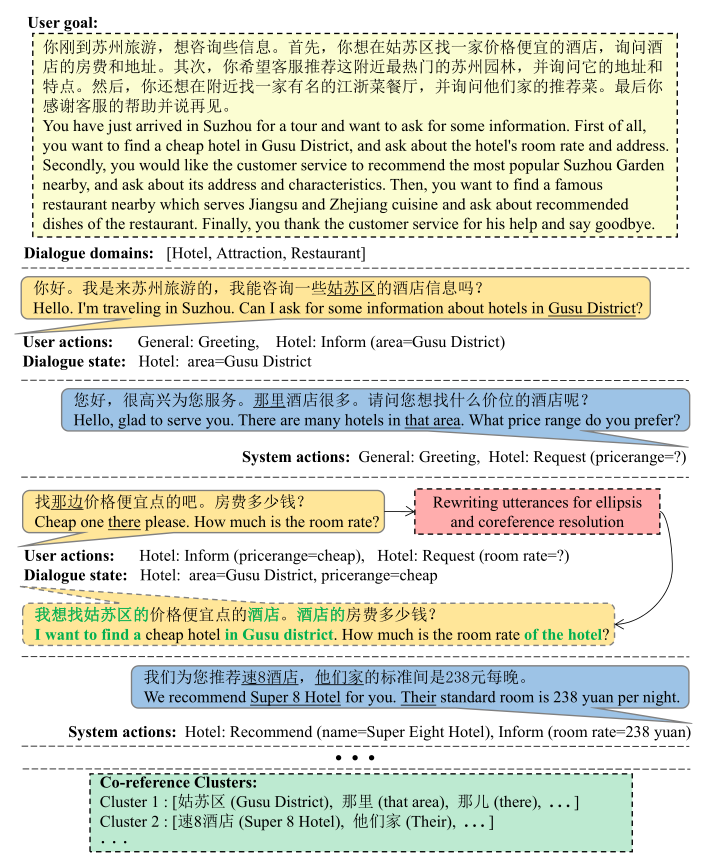 User goal:
你刚到苏州旅游，想咨询些信息。首先，你想在姑苏区找一家价格便宜的酒店，询问酒
店的房费和地址。其次，你希望客服推荐这附近最热门的苏州园林，并询问它的地址和
特点。然后，你还想在附近找一家有名的江浙菜餐厅，并询问他们家的推荐菜。最后你
感谢客服的帮助并说再见。
You have just arrived in Suzhou for a tour and want to ask for some information. First of all,
you want to find a cheap hotel in Gusu District, and ask about the hotel's room rate and address.
Secondly, you would like the customer service to recommend the most popular Suzhou Garden
nearby, and ask about its address and characteristics. Then, you want to find a famous
restaurant nearby which serves Jiangsu and Zhejiang cuisine and ask about recommended
dishes of the restaurant. Finally, you thank the customer service for his help and say goodbye.
Dialogue domains: [Hotel, Attraction, Restaurant]
你好。我是来苏州旅游的，我能咨询一些姑苏区的酒店信息吗？
Hello. I'm traveling in Suzhou. Can I ask for some information about hotels in Gusu District?
User actions: General: Greeting, Hotel: Inform (area=Gusu District)
Dialogue state: Hotel: area=Gusu District
您好，很高兴为您服务。那里酒店很多。请问您想找什么价位的酒店呢？
Hello, glad to serve you. There are many hotels in that area. What price range do you prefer?
System actions: General: Greeting, Hotel: Request (pricerange=?)
找那边价格便宜点的吧。房费多少钱？
Cheap one there please. How much is the room rate?
Rewriting utterances for ellipsis
and coreference resolution
User actions: Hotel: Inform (pricerange=cheap), Hotel: Request (room rate=?)
Dialogue state: Hotel: area=Gusu District, pricerange=cheap
我想找姑苏区的价格便宜点的酒店。酒店的房费多少钱？
I want to find a cheap hotel in Gusu district. How much is the room rate of the hotel?
我们为您推荐速8酒店，他们家的标准间是238元每晚。
We recommend Super 8 Hotel for you. Their standard room is 238 yuan per night.
System actions: Hotel: Recommend (name=Super Eight Hotel), Inform (room rate=238 yuan)
• • •
Co-reference Clusters:
Cluster 1 : [姑苏区 (Gusu District), 那里 (that area), 那儿 (there), ...]
Cluster 2 : [速8酒店 (Super 8 Hotel), 他们家 (Their), ...]
...